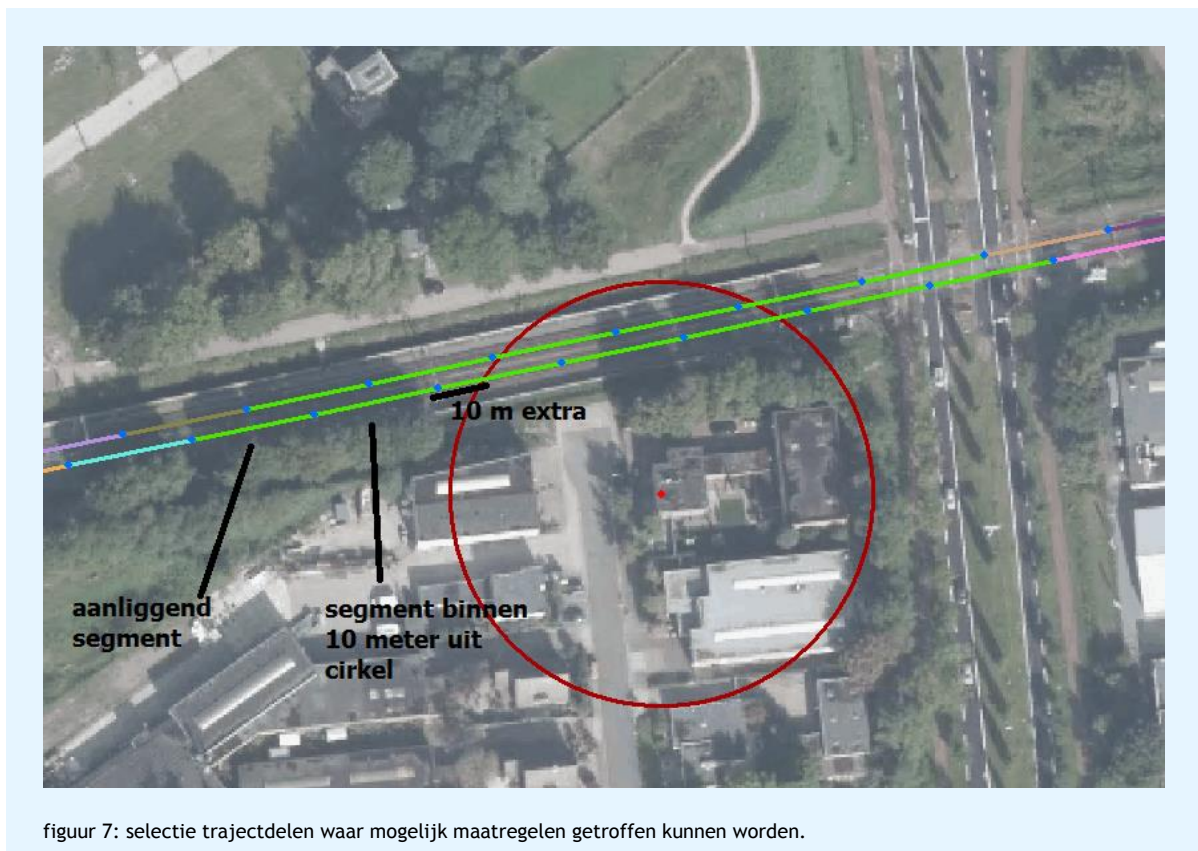 10 m extra
aanliggend
segment
segment binnen
10 meter uit
cirkel
figuur 7: selectie trajectdelen waar mogelijk maatregelen getroffen kunnen worden.